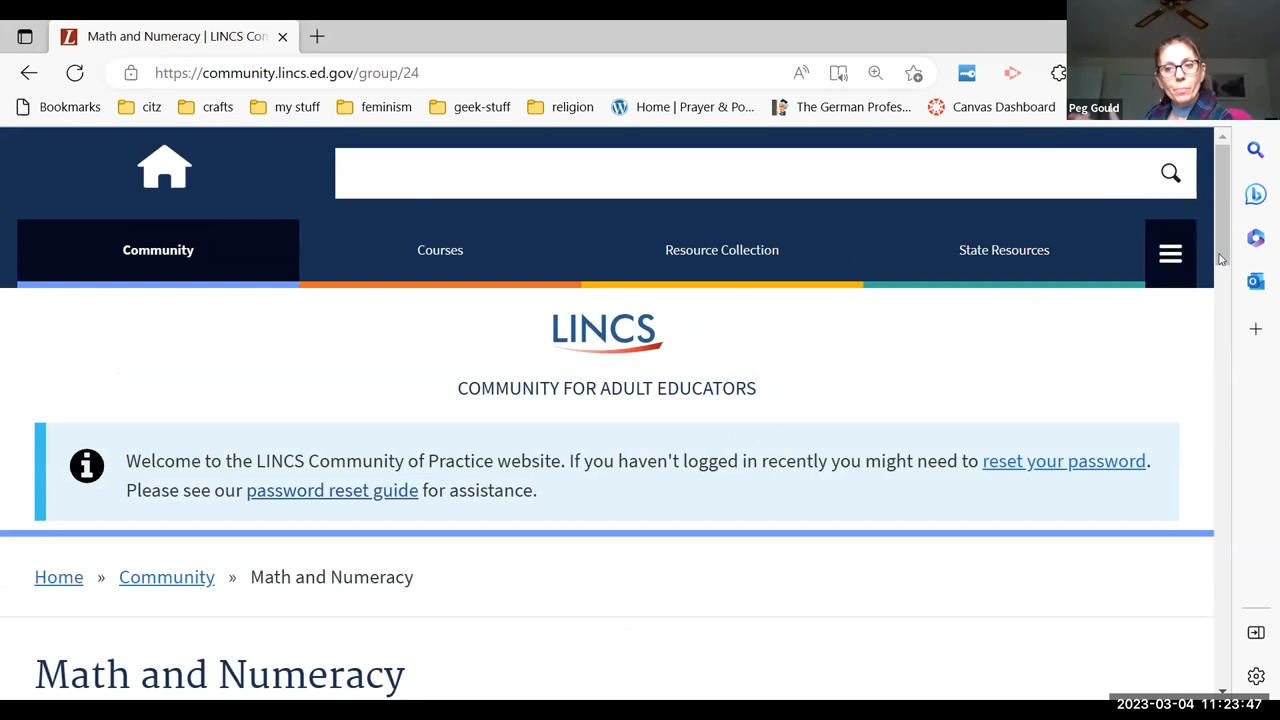 Math and Numeracy | LINCS Con
https://community.lincs.ed.gov/group/24
Bookmarks citz crafts my stuff feminism geek-stuff religion Home | Prayer & Po... The German Profes... Canvas Dashboard
Peg Gould
Community Courses Resource Collection State Resources
LINCS
COMMUNITY FOR ADULT EDUCATORS
Welcome to the LINCS Community of Practice website. If you haven't logged in recently you might need to reset your password.
Please see our password reset guide for assistance.
Home » Community » Math and Numeracy
Math and Numeracy
2023-03-04 11:23:47